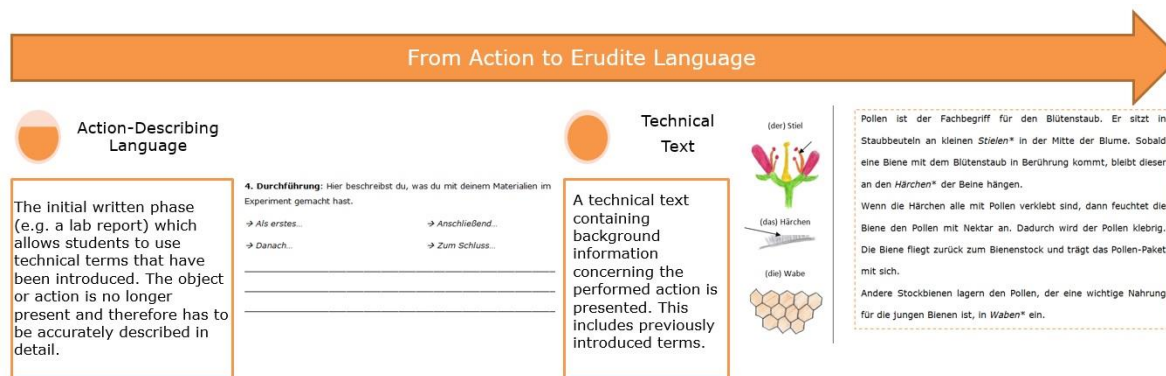 From Action to Erudite Language
Action-Describing
Language
The initial written phase
(e.g. a lab report) which
allows students to use
technical terms that have
been introduced. The object
or action is no longer
present and therefore has to
be accurately described in
detail.
4. Durchführung: Hier beschreibst du, was du mit deinem Materialien im
Experiment gemacht hast.
→ Als erstes... → Anschließend...
→ Danach... → Zum Schluss...
Technical
Text
A technical text
containing
background
information
concerning the
performed action is
presented. This
includes previously
introduced terms.
(der) Stiel
(das) Härchen
(die) Wabe
Pollen ist der Fachbegriff für den Blütenstaub. Er sitzt in
Staubbeuteln an kleinen Stielen* in der Mitte der Blume. Sobald
eine Biene mit dem Blütenstaub in Berührung kommt, bleibt dieser
an den Härchen* der Beine hängen.
Wenn die Härchen alle mit Pollen verklebt sind, dann feuchtet die
Biene den Pollen mit Nektar an. Dadurch wird der Pollen klebrig.
Die Biene fliegt zurück zum Bienenstock und trägt das Pollen-Paket
mit sich.
Andere Stockbienen lagern den Pollen, der eine wichtige Nahrung
für die jungen Bienen ist, in Waben* ein.